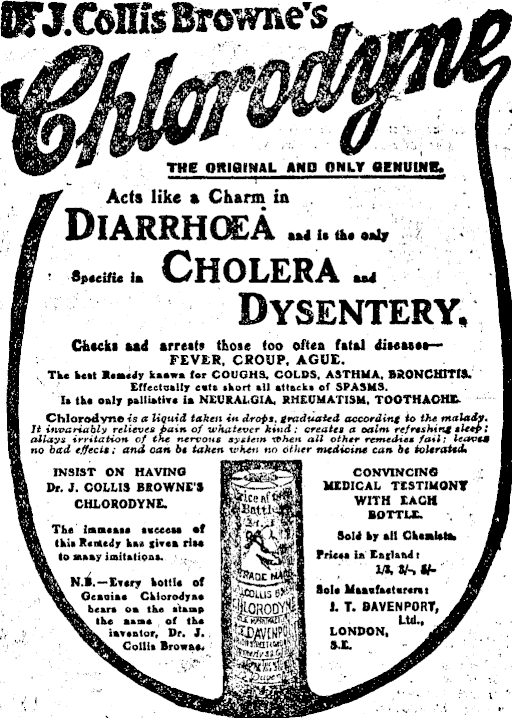 Dr J. Collis Browne's
Chlorodyne
THE ORIGINAL AND ONLY GENUINE.
Acts like a Charm in
DIARRHŒA and is the only
Specific in CHOLERA and
DYSENTERY.
Checks and arrests those too often fatal diseases—
FEVER, CROUP, AGUE.
The best Remedy known for COUGHS, COLDS, ASTHMA, BRONCHITIS.
Effectually cuts short all attacks of SPASMS.
Is the only palliative in NEURALGIA, RHEUMATISM, TOOTHACHE.
Chlorodyne is a liquid taken in drops, graduated according to the malady.
It invariably relieves pain of whatever kind; creates a calm refreshing sleep;
allays irritation of the nervous system when all other remedies fail; leaves
no bad effects; and can be taken when no other medicine can be tolerated.
INSIST ON HAVING
Dr. J. COLLIS BROWNE'S
CHLORODYNE.
The immense success of
this Remedy has given rise
to many imitations.
N.B.—Every bottle of
Genuine Chlorodyne
bears on the stamp
the name of the
inventor, Dr. J.
Collis Browne.
Bottle
TRADE MARK
COLLIS
CHLORODYNE
DAVENPO
CONVINCING
MEDICAL TESTIMONY
WITH EACH
BOTTLE.
Sold by all Chemists.
Prices in England:
1/3, 3/-, 5/-
Sole Manufacturers:
J. T. DAVENPORT,
Ltd.,
LONDON,
S.E.